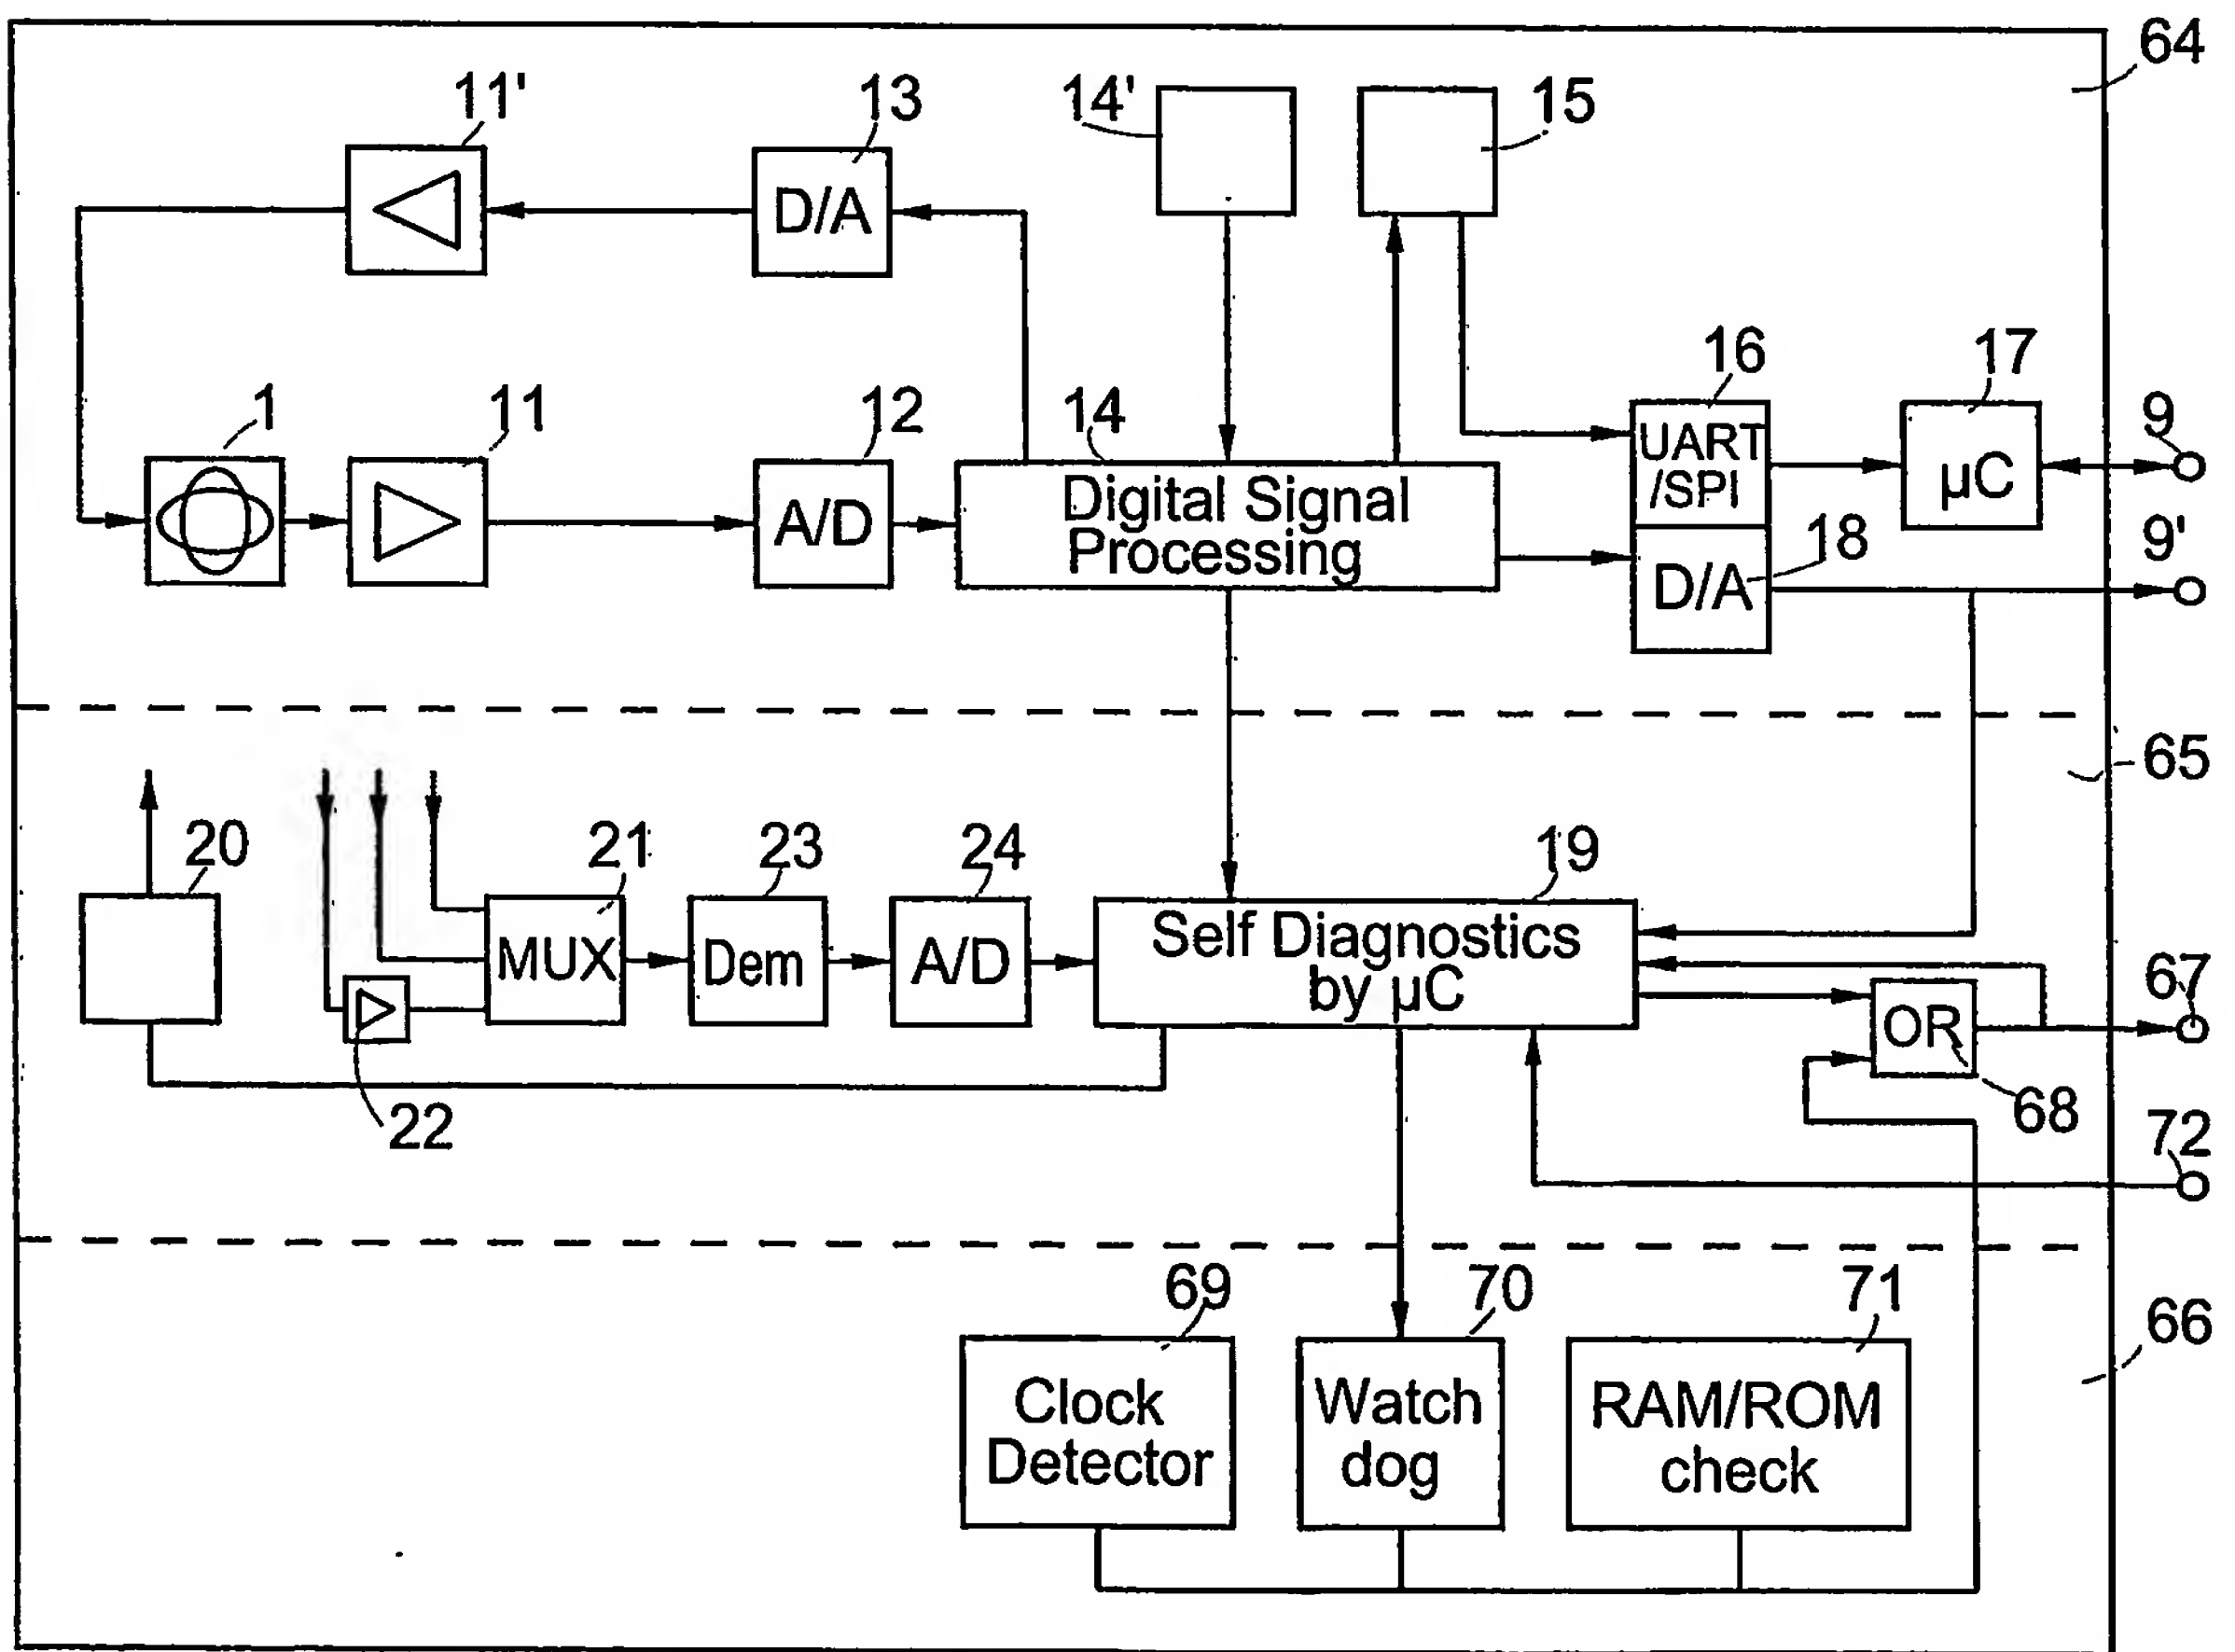 64
11'
13
14'
15
D/A
16
17
1
11
12
14
9
UART
/SPI
µC
A/D
Digital Signal
Processing
9'
18
D/A
65
20
21
23
24
19
MUX
Dem
A/D
Self Diagnostics
by µC
67
OR
22
68
72
69
70
71
66
Clock
Detector
Watch
dog
RAM/ROM
check